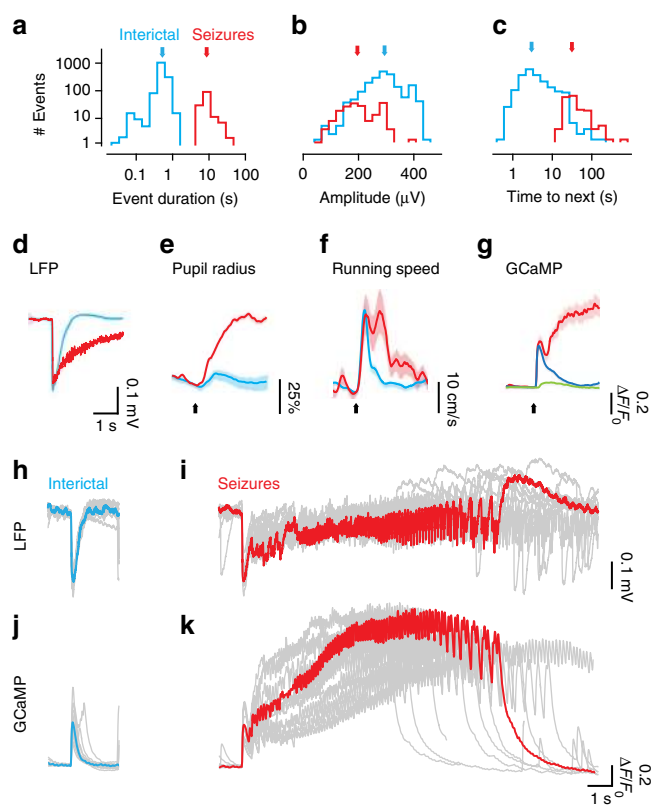 a
b
c
Interictal
Seizures
# Events
1000
100
10
1
0.1
1
10
Event duration (s)
0
200
400
Amplitude (μV)
1
10
100
Time to next (s)
d
e
f
g
LFP
Pupil radius
Running speed
GCaMP
0.1 mV
1 s
25%
10 cm/s
0.2
ΔF/F0
h
Interictal
i
Seizures
LFP
0.1 mV
j
k
GCaMP
0.2
ΔF/F0
1 s